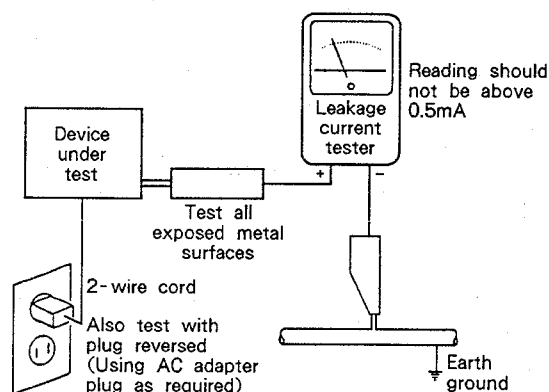 Device
under
test
Leakage
current
tester
+
−
Reading should
not be above
0.5mA
Test all
exposed metal
surfaces
2-wire cord
Also test with
plug reversed
(Using AC adapter
plug as required)
Earth
ground